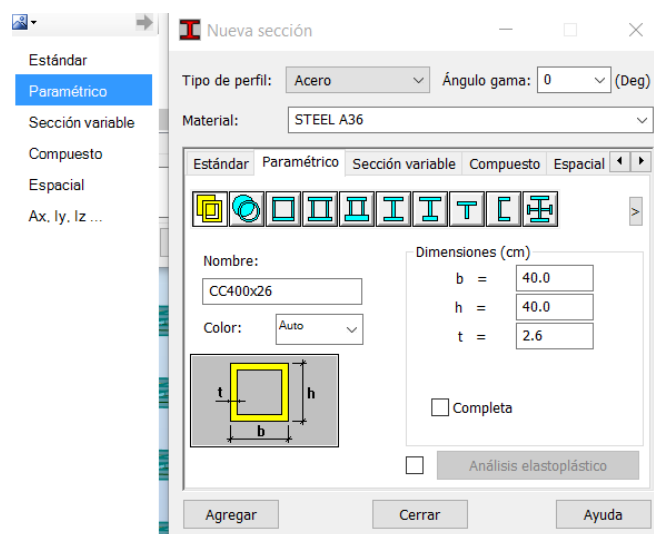 Estándar
Paramétrico
Sección variable
Compuesto
Espacial
Ax, Iy, Iz ...
Nueva sección
Tipo de perfil: Acero Ángulo gama: 0 (Deg)
Material: STEEL A36
Estándar Paramétrico Sección variable Compuesto Espacial
>
Nombre:
CC400x26
Color: Auto
t h
b
Dimensiones (cm)
b = 40.0
h = 40.0
t = 2.6
Completa
Análisis elastoplástico
Agregar Cerrar Ayuda